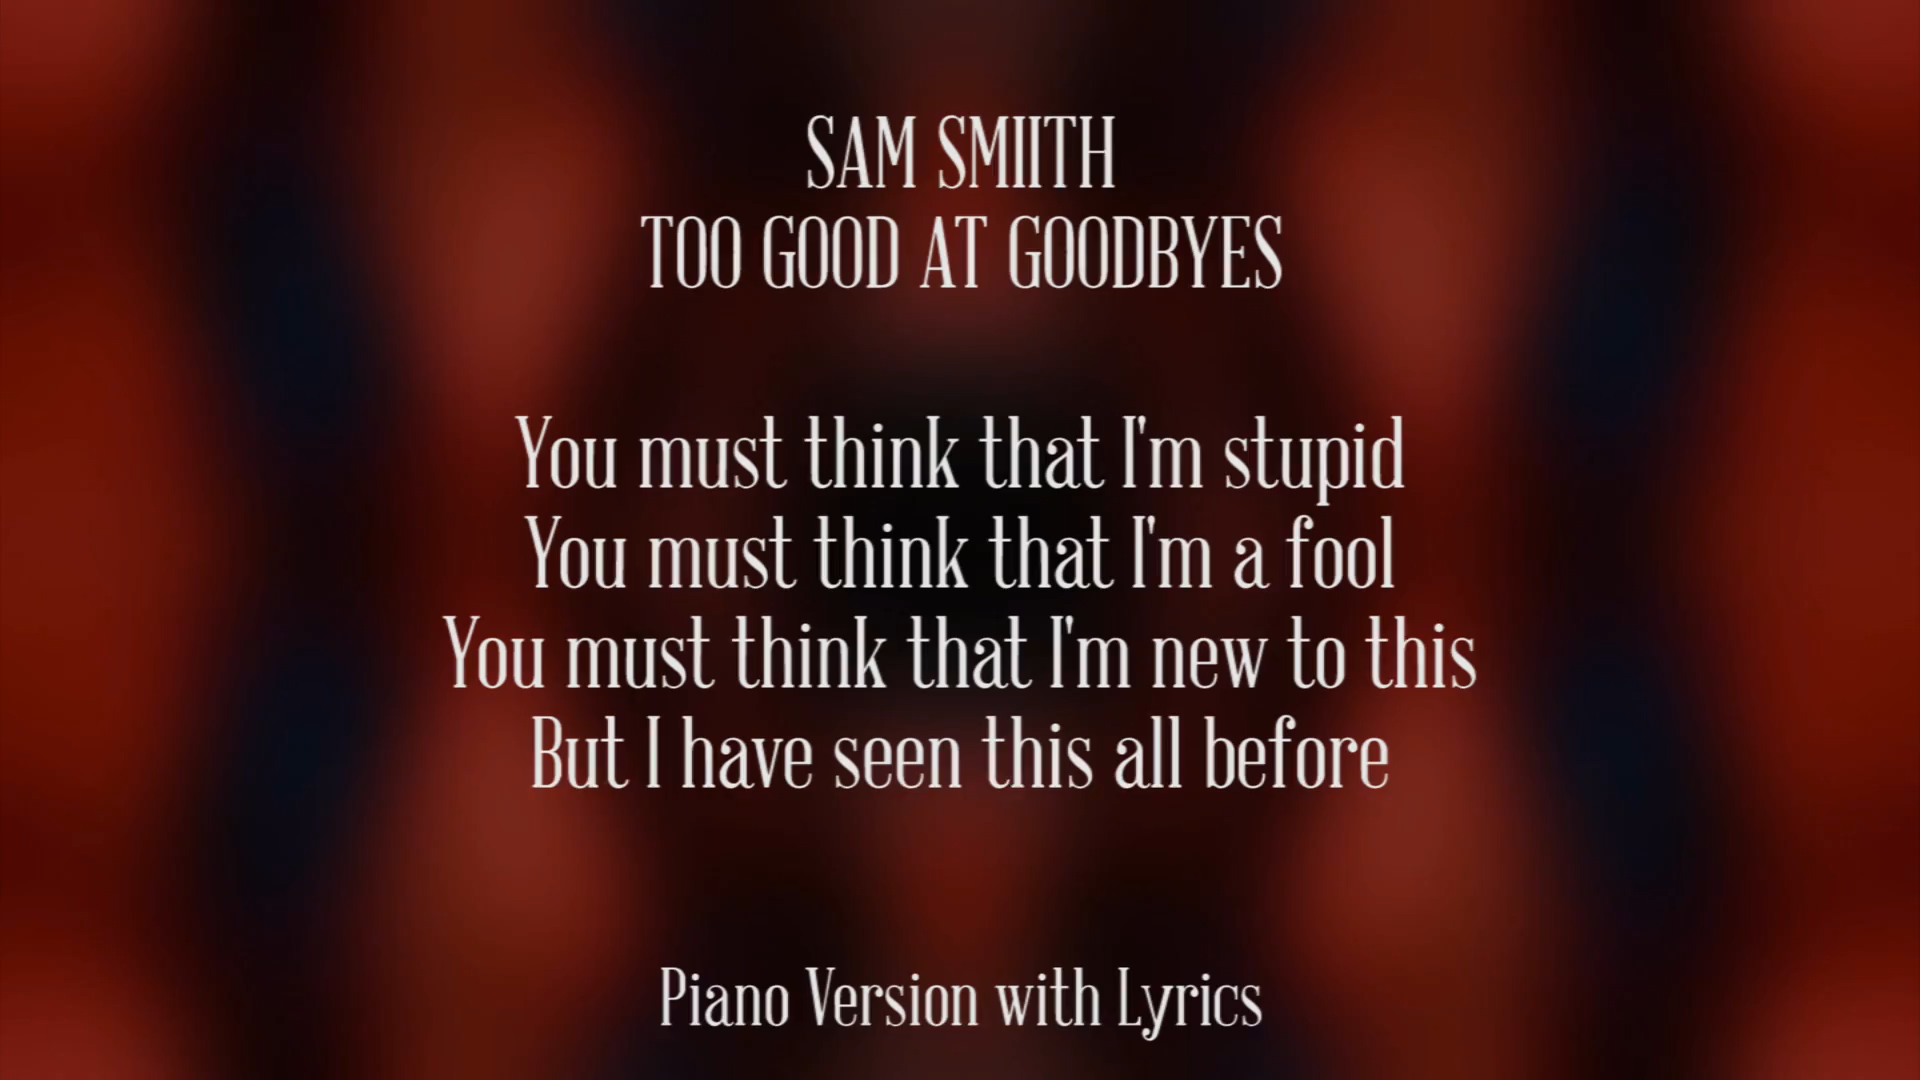 SAM SMIITH
TOO GOOD AT GOODBYES
You must think that I'm stupid
You must think that I'm a fool
You must think that I'm new to this
But I have seen this all before
Piano Version with Lyrics